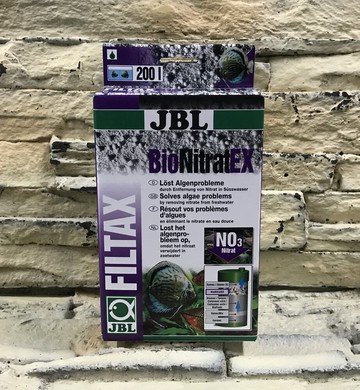 200 l
JBL
BioNitratEX
Löst Algenprobleme
durch Entfernung von Nitrat in Süsswasser
Solves algae problems
by removing nitrate from freshwater
Résout vos problèmes
d'algues
en éliminant le nitrate en eau douce
Lost het
algenpro-
bleem op,
omdat het nitraat
verwijdert in
zoetwater
NO3
Nitrat
FILTAX
JBL